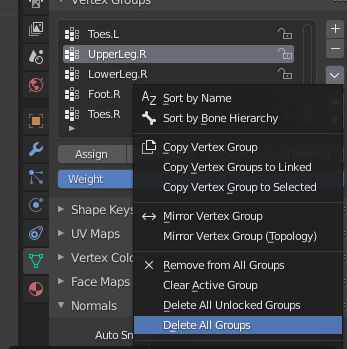 Vertex Groups
Toes.L
UpperLeg.R
LowerLeg.R
Foot.R
Toes.R
Sort by Name
Sort by Bone Hierarchy
Copy Vertex Group
Copy Vertex Groups to Linked
Copy Vertex Group to Selected
Mirror Vertex Group
Mirror Vertex Group (Topology)
Remove from All Groups
Clear Active Group
Delete All Unlocked Groups
Delete All Groups
Assign
Weight
Shape Keys
UV Maps
Vertex Colo
Face Maps
Normals
Auto Smo